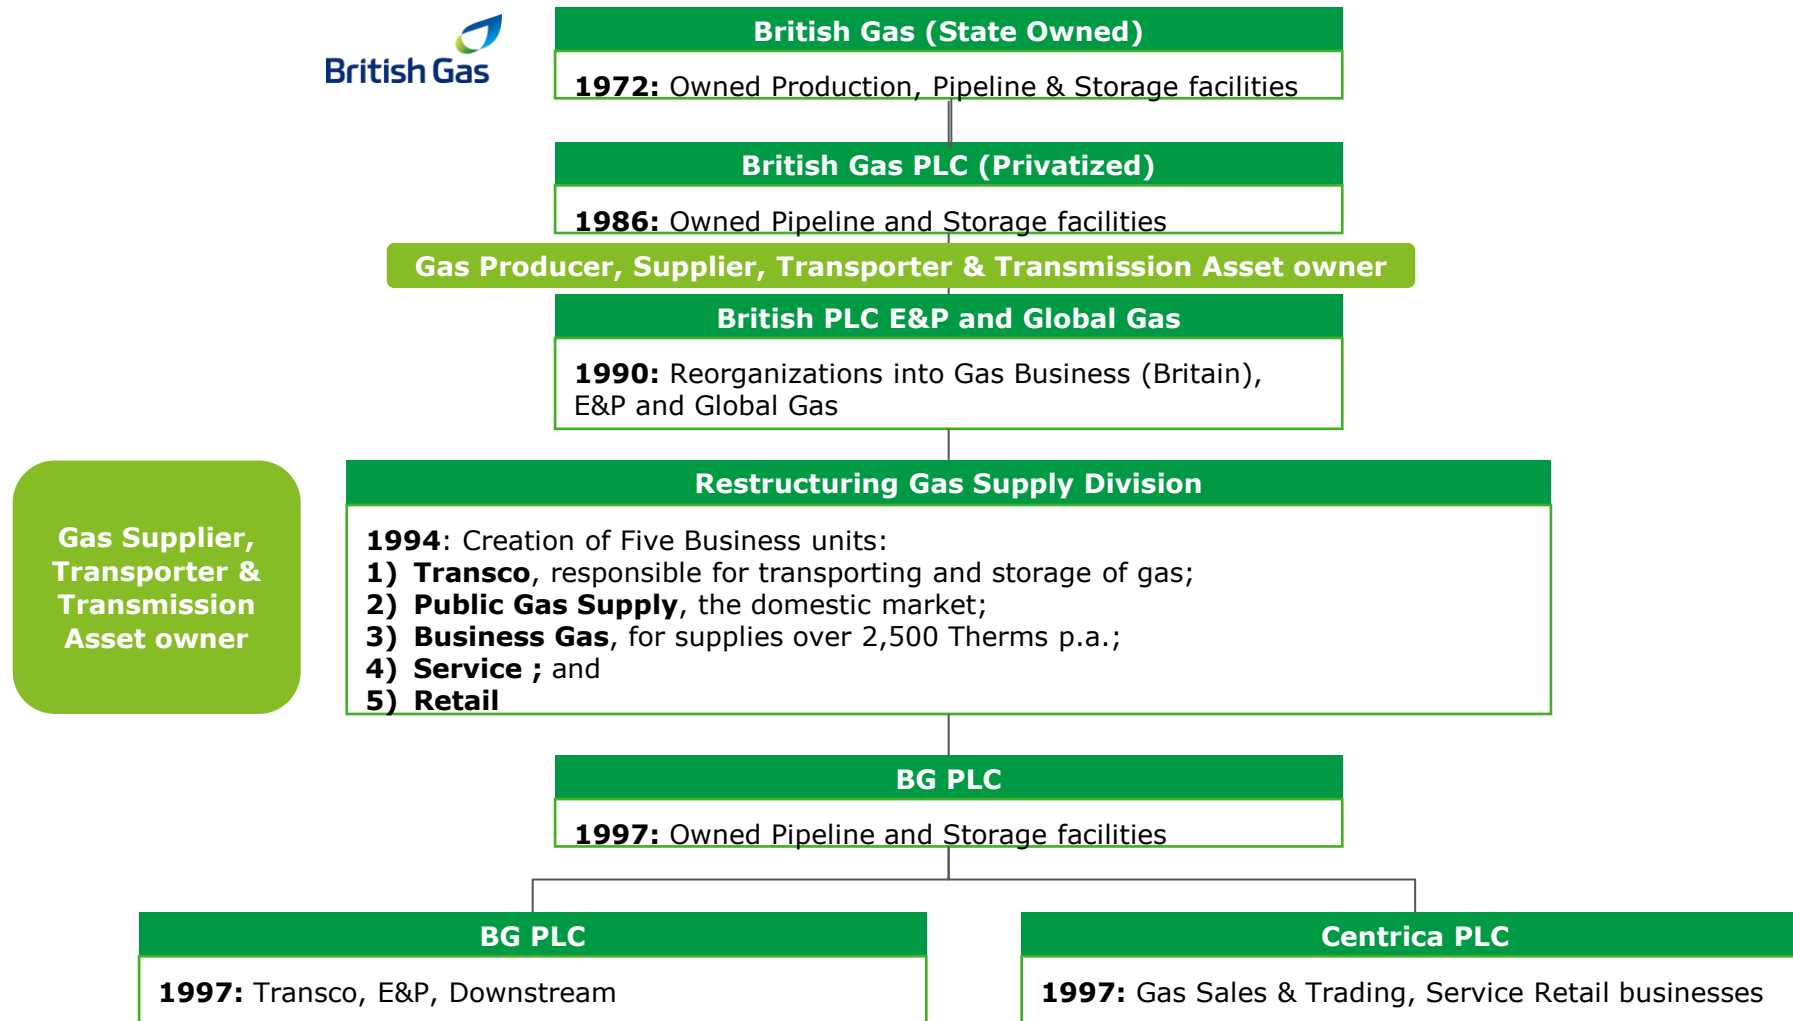 British Gas
British Gas (State Owned)
1972: Owned Production, Pipeline & Storage facilities
British Gas PLC (Privatized)
1986: Owned Pipeline and Storage facilities
Gas Producer, Supplier, Transporter & Transmission Asset owner
British PLC E&P and Global Gas
1990: Reorganizations into Gas Business (Britain),
E&P and Global Gas
Gas Supplier,
Transporter &
Transmission
Asset owner
Restructuring Gas Supply Division
1994: Creation of Five Business units:
1) Transco, responsible for transporting and storage of gas;
2) Public Gas Supply, the domestic market;
3) Business Gas, for supplies over 2,500 Therms p.a.;
4) Service ; and
5) Retail
BG PLC
1997: Owned Pipeline and Storage facilities
BG PLC
1997: Transco, E&P, Downstream
Centrica PLC
1997: Gas Sales & Trading, Service Retail businesses